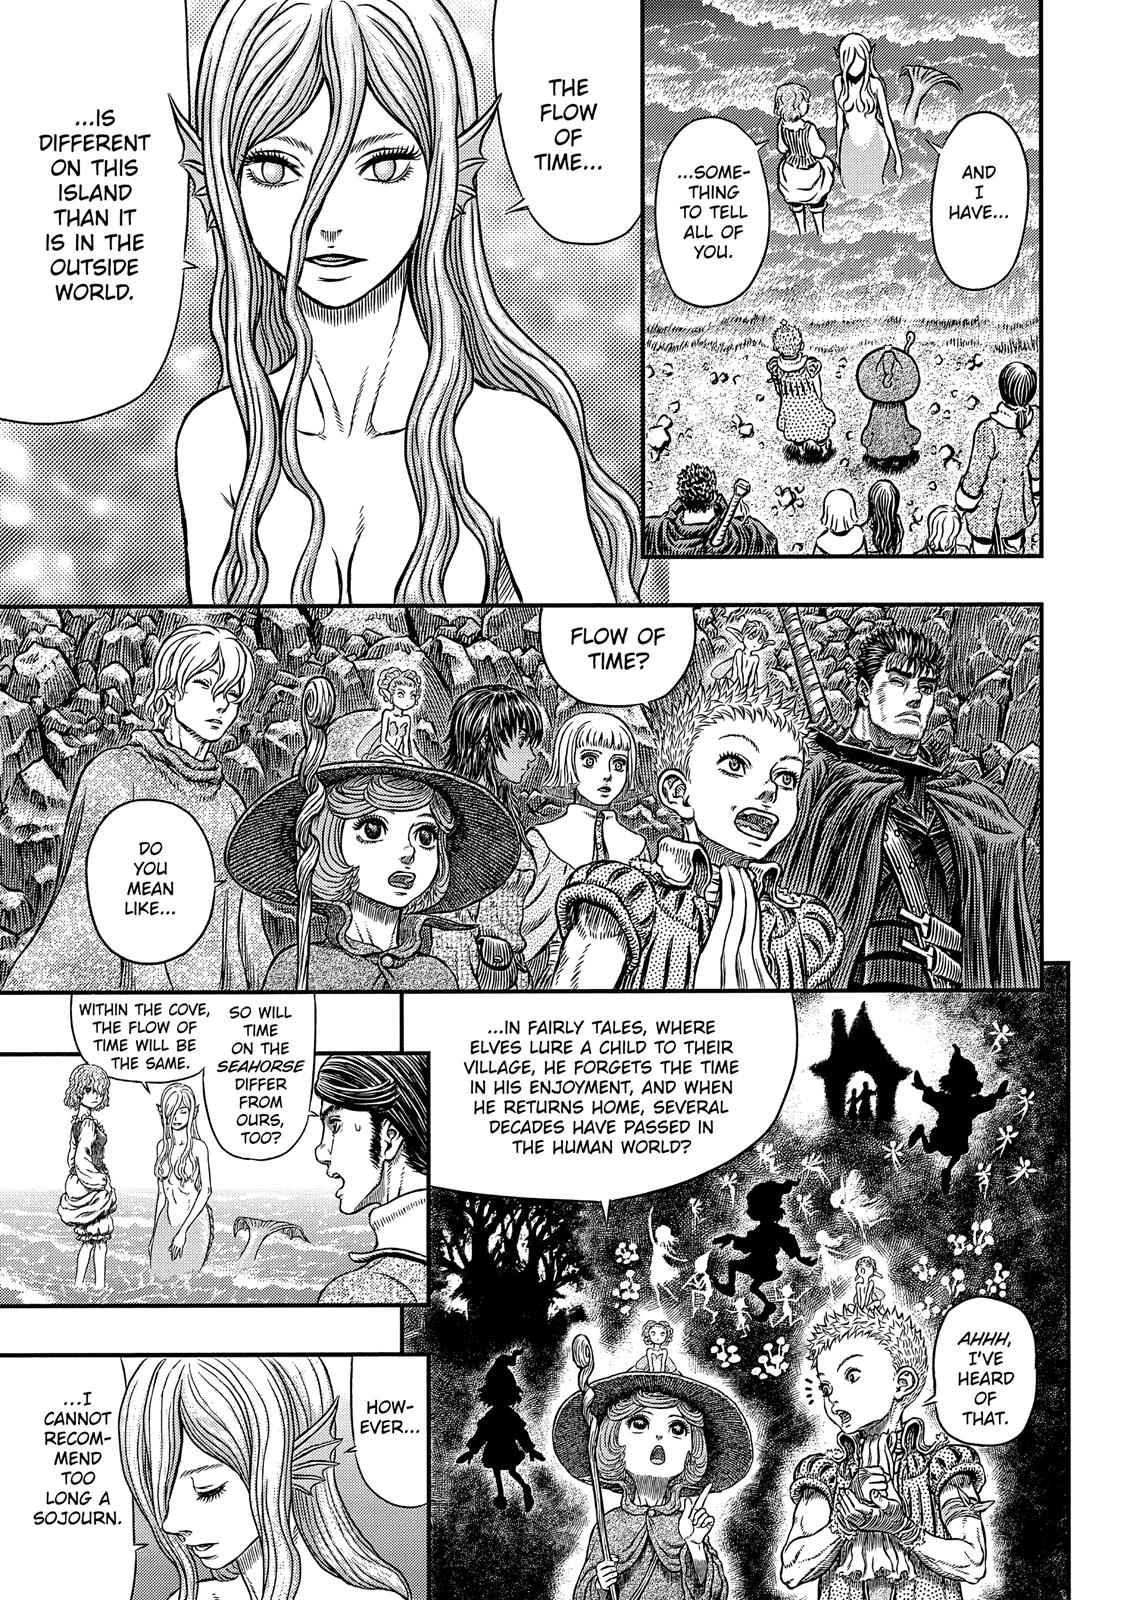 AND
I
HAVE...
...SOME-
THING
TO TELL
ALL OF
YOU.
THE
FLOW
OF
TIME...
...IS
DIFFERENT
ON THIS
ISLAND
THAN IT
IS IN THE
OUTSIDE
WORLD.
FLOW OF
TIME?
DO
YOU
MEAN
LIKE...
...IN FAIRLY TALES, WHERE
ELVES LURE A CHILD TO THEIR
VILLAGE, HE FORGETS THE TIME
IN HIS ENJOYMENT, AND WHEN
HE RETURNS HOME, SEVERAL
DECADES HAVE PASSED IN
THE HUMAN WORLD?
AHHH,
I'VE
HEARD
OF
THAT.
SO WILL
TIME
ON THE
SEAHORSE
DIFFER
FROM
OURS,
TOO?
WITHIN THE COVE,
THE FLOW OF
TIME WILL BE
THE SAME.
HOW-
EVER...
...I
CANNOT
RECOM-
MEND
TOO
LONG A
SOJOURN.